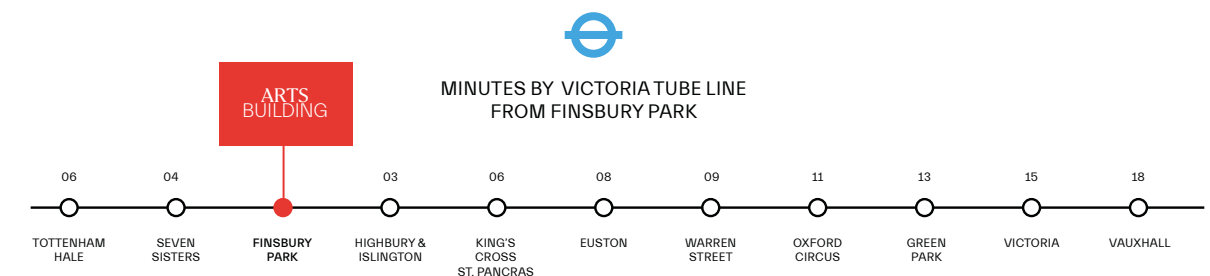 MINUTES BY VICTORIA TUBE LINE
FROM FINSBURY PARK
ARTS
BUILDING
06
04
03
06
08
09
11
13
15
18
TOTTENHAM
HALE
SEVEN
SISTERS
FINSBURY
PARK
HIGHBURY &
ISLINGTON
KING'S
CROSS
ST. PANCRAS
EUSTON
WARREN
STREET
OXFORD
CIRCUS
GREEN
PARK
VICTORIA
VAUXHALL